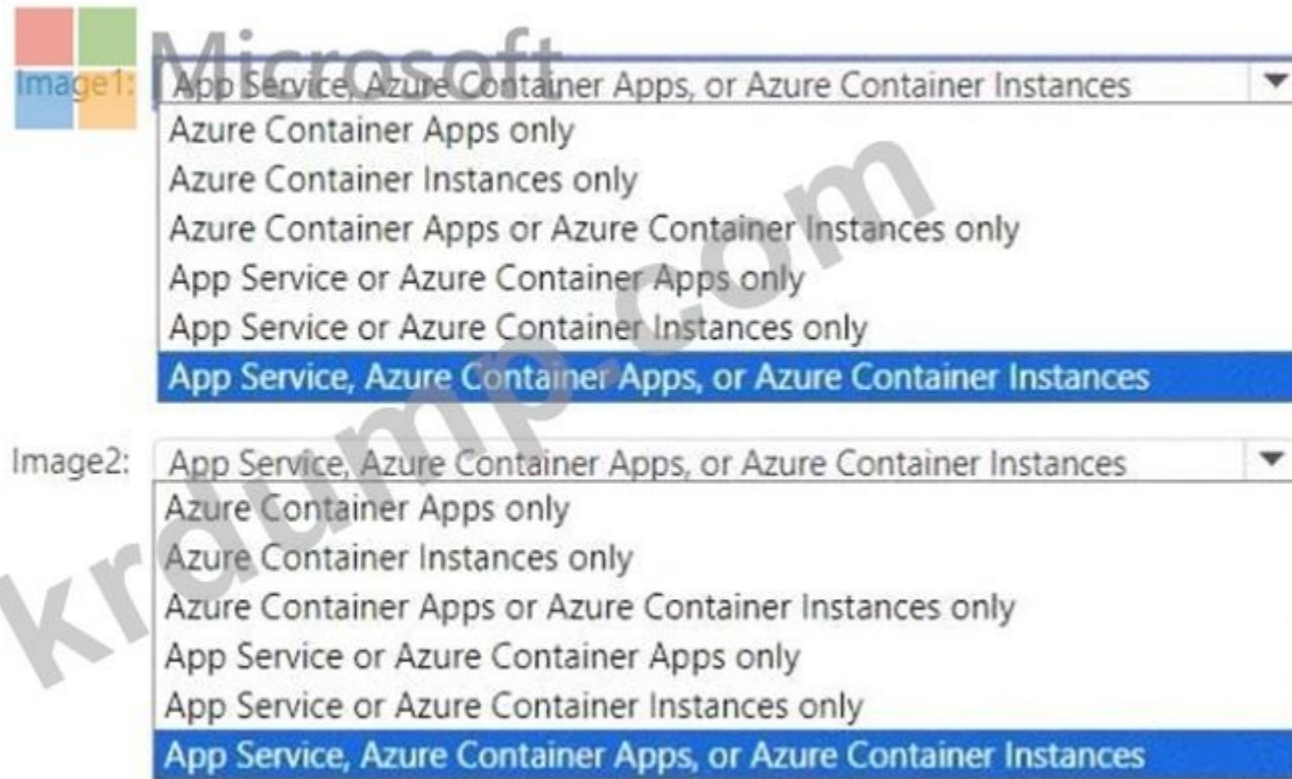 Microsoft
Image1:
App Service, Azure Container Apps, or Azure Container Instances
Azure Container Apps only
Azure Container Instances only
Azure Container Apps or Azure Container Instances only
App Service or Azure Container Apps only
App Service or Azure Container Instances only
App Service, Azure Container Apps, or Azure Container Instances
Image2:
App Service, Azure Container Apps, or Azure Container Instances
Azure Container Apps only
Azure Container Instances only
Azure Container Apps or Azure Container Instances only
App Service or Azure Container Apps only
App Service or Azure Container Instances only
App Service, Azure Container Apps, or Azure Container Instances
krdump.com